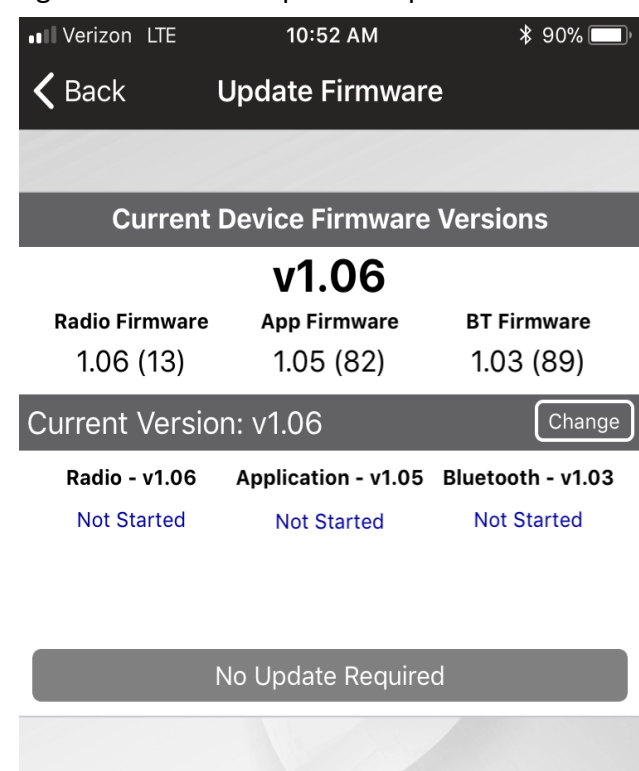 Verizon LTE 10:52 AM 90%
Back Update Firmware
Current Device Firmware Versions
v1.06
Radio Firmware App Firmware BT Firmware
1.06 (13) 1.05 (82) 1.03 (89)
Current Version: v1.06 Change
Radio - v1.06 Application - v1.05 Bluetooth - v1.03
Not Started Not Started Not Started
No Update Required